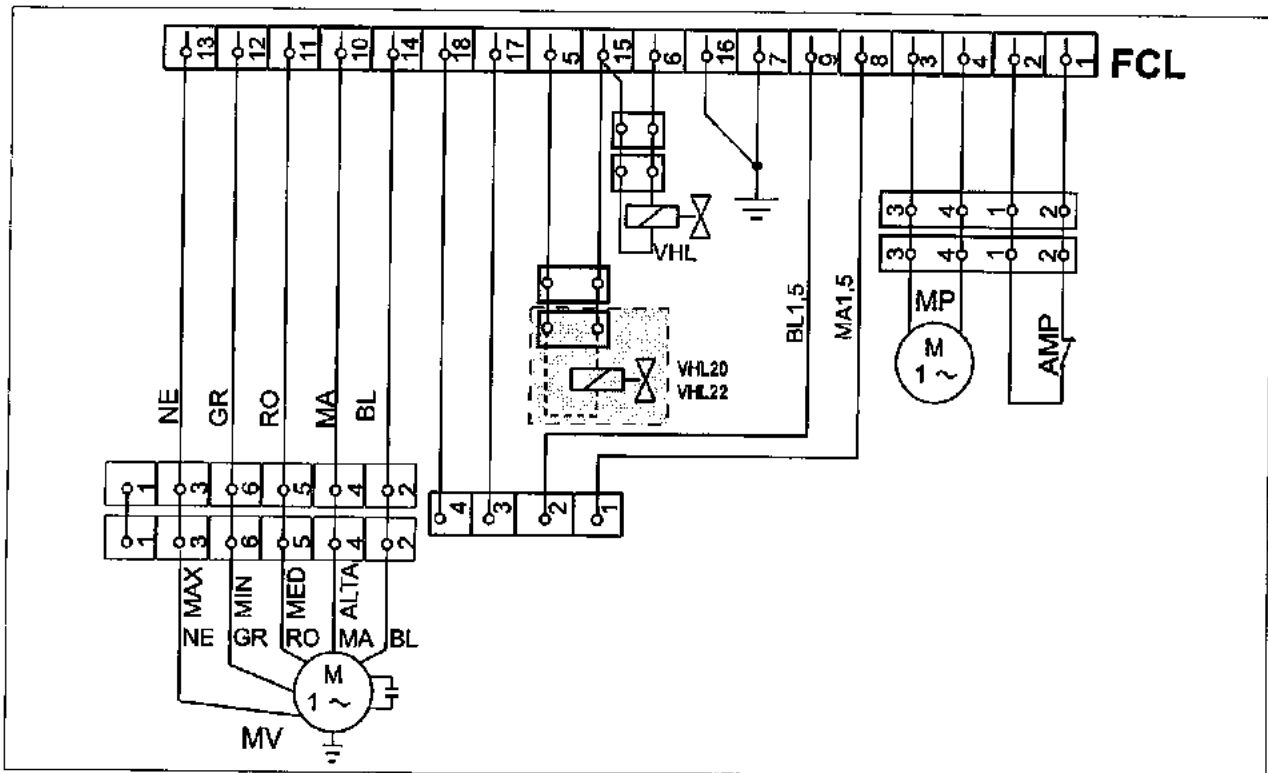 13 12 11 10 14 18 17 5 15 6 16 7 9 8 3 4 2 1 FCL
3 4 1 2
VHL
3 4 1 2
BL1,5 MA1,5
MP
M
1 ~
AMP
VHL20
VHL22
NE GR RO MA BL
1 3 6 5 4 2
4 3 2 1
1 3 6 5 4 2
MAX MIN MED ALTA
NE GR RO MA BL
M
1 ~
MV